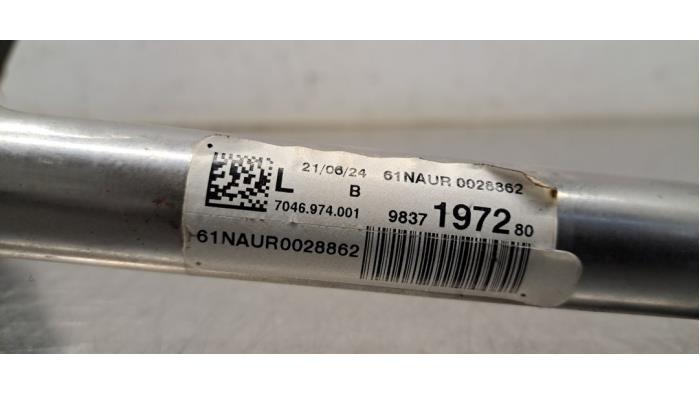 21/06/24 61NAUR 0028862
L B
7046.974.001 9837 1972 80
61NAUR0028862